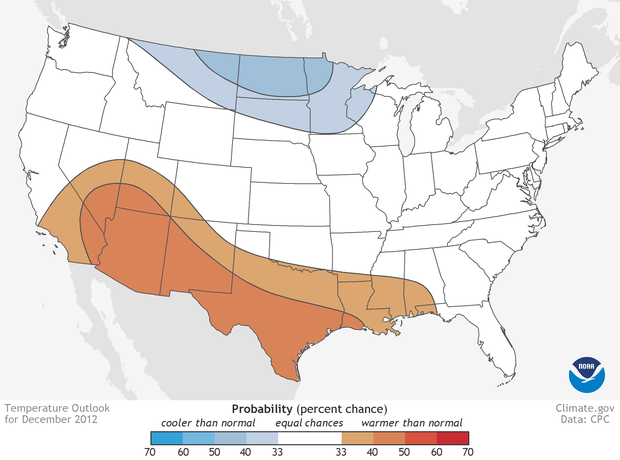 NOAA
Temperature Outlook
for December 2012
Probability (percent chance)
cooler than normal equal chances warmer than normal
70 60 50 40 33 33 40 50 60 70
Climate.gov
Data: CPC